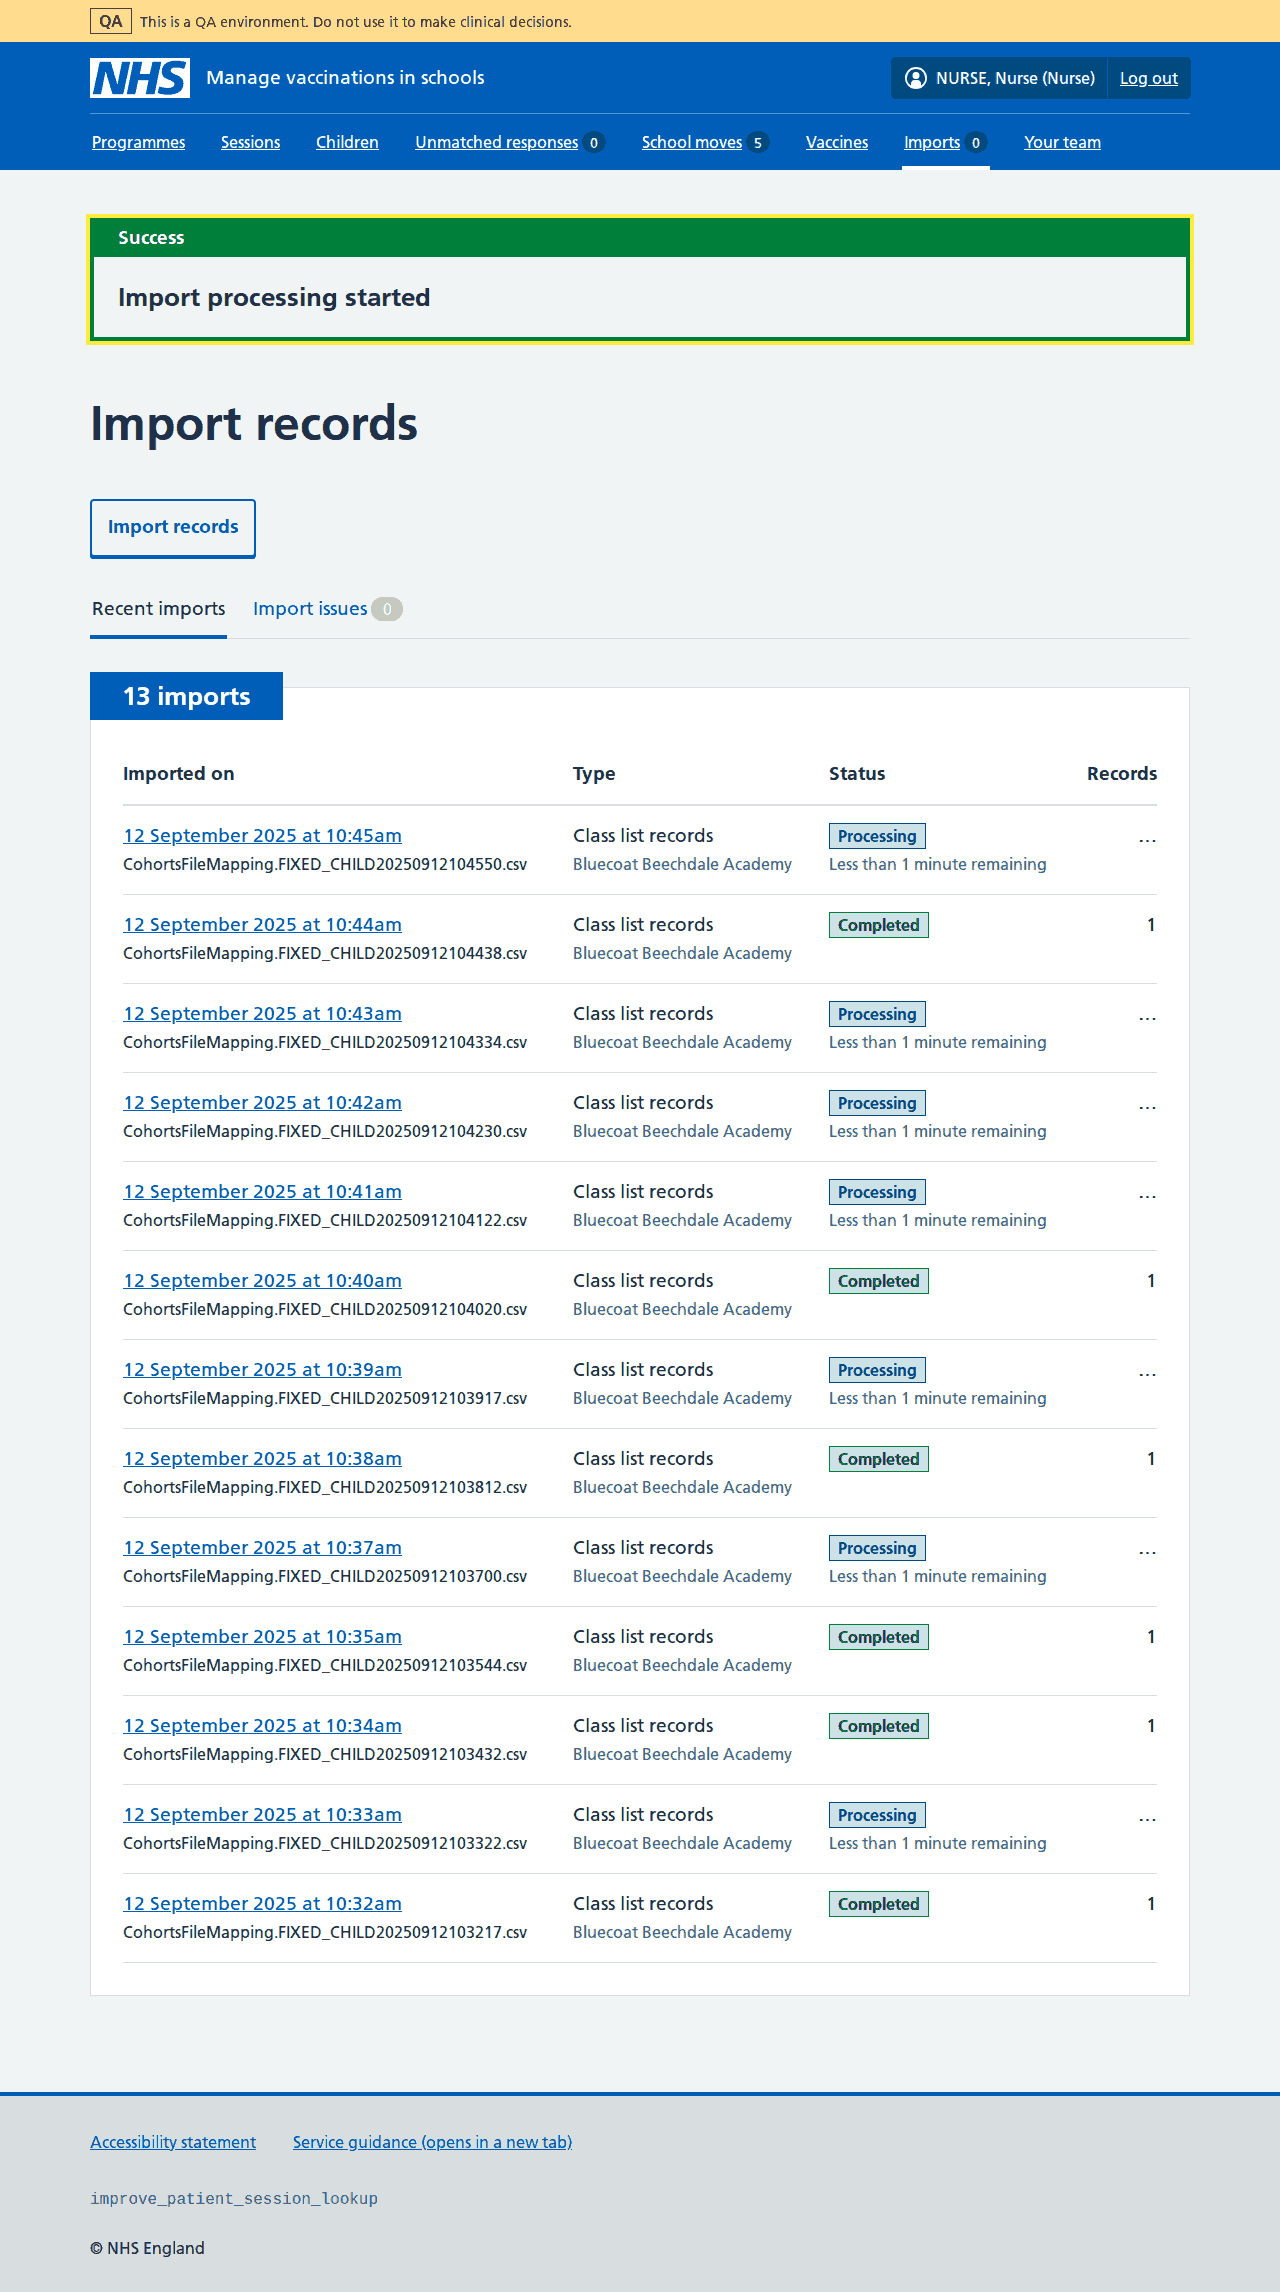 QA This is a QA environment. Do not use it to make clinical decisions.
NHS Manage vaccinations in schools NURSE, Nurse (Nurse) Log out
Programmes Sessions Children Unmatched responses 0 School moves 5 Vaccines Imports 0 Your team
Success
Import processing started
Import records
Import records
Recent imports Import issues 0
13 imports
Imported on Type Status Records
12 September 2025 at 10:45am Class list records Processing ...
CohortsFileMapping.FIXED_CHILD20250912104550.csv Bluecoat Beechdale Academy Less than 1 minute remaining
12 September 2025 at 10:44am Class list records Completed 1
CohortsFileMapping.FIXED_CHILD20250912104438.csv Bluecoat Beechdale Academy
12 September 2025 at 10:43am Class list records Processing ...
CohortsFileMapping.FIXED_CHILD20250912104334.csv Bluecoat Beechdale Academy Less than 1 minute remaining
12 September 2025 at 10:42am Class list records Processing ...
CohortsFileMapping.FIXED_CHILD20250912104230.csv Bluecoat Beechdale Academy Less than 1 minute remaining
12 September 2025 at 10:41am Class list records Processing ...
CohortsFileMapping.FIXED_CHILD20250912104122.csv Bluecoat Beechdale Academy Less than 1 minute remaining
12 September 2025 at 10:40am Class list records Completed 1
CohortsFileMapping.FIXED_CHILD20250912104020.csv Bluecoat Beechdale Academy
12 September 2025 at 10:39am Class list records Processing ...
CohortsFileMapping.FIXED_CHILD20250912103917.csv Bluecoat Beechdale Academy Less than 1 minute remaining
12 September 2025 at 10:38am Class list records Completed 1
CohortsFileMapping.FIXED_CHILD20250912103812.csv Bluecoat Beechdale Academy
12 September 2025 at 10:37am Class list records Processing ...
CohortsFileMapping.FIXED_CHILD20250912103700.csv Bluecoat Beechdale Academy Less than 1 minute remaining
12 September 2025 at 10:35am Class list records Completed 1
CohortsFileMapping.FIXED_CHILD20250912103544.csv Bluecoat Beechdale Academy
12 September 2025 at 10:34am Class list records Completed 1
CohortsFileMapping.FIXED_CHILD20250912103432.csv Bluecoat Beechdale Academy
12 September 2025 at 10:33am Class list records Processing ...
CohortsFileMapping.FIXED_CHILD20250912103322.csv Bluecoat Beechdale Academy Less than 1 minute remaining
12 September 2025 at 10:32am Class list records Completed 1
CohortsFileMapping.FIXED_CHILD20250912103217.csv Bluecoat Beechdale Academy
Accessibility statement Service guidance (opens in a new tab)
improve_patient_session_lookup
© NHS England